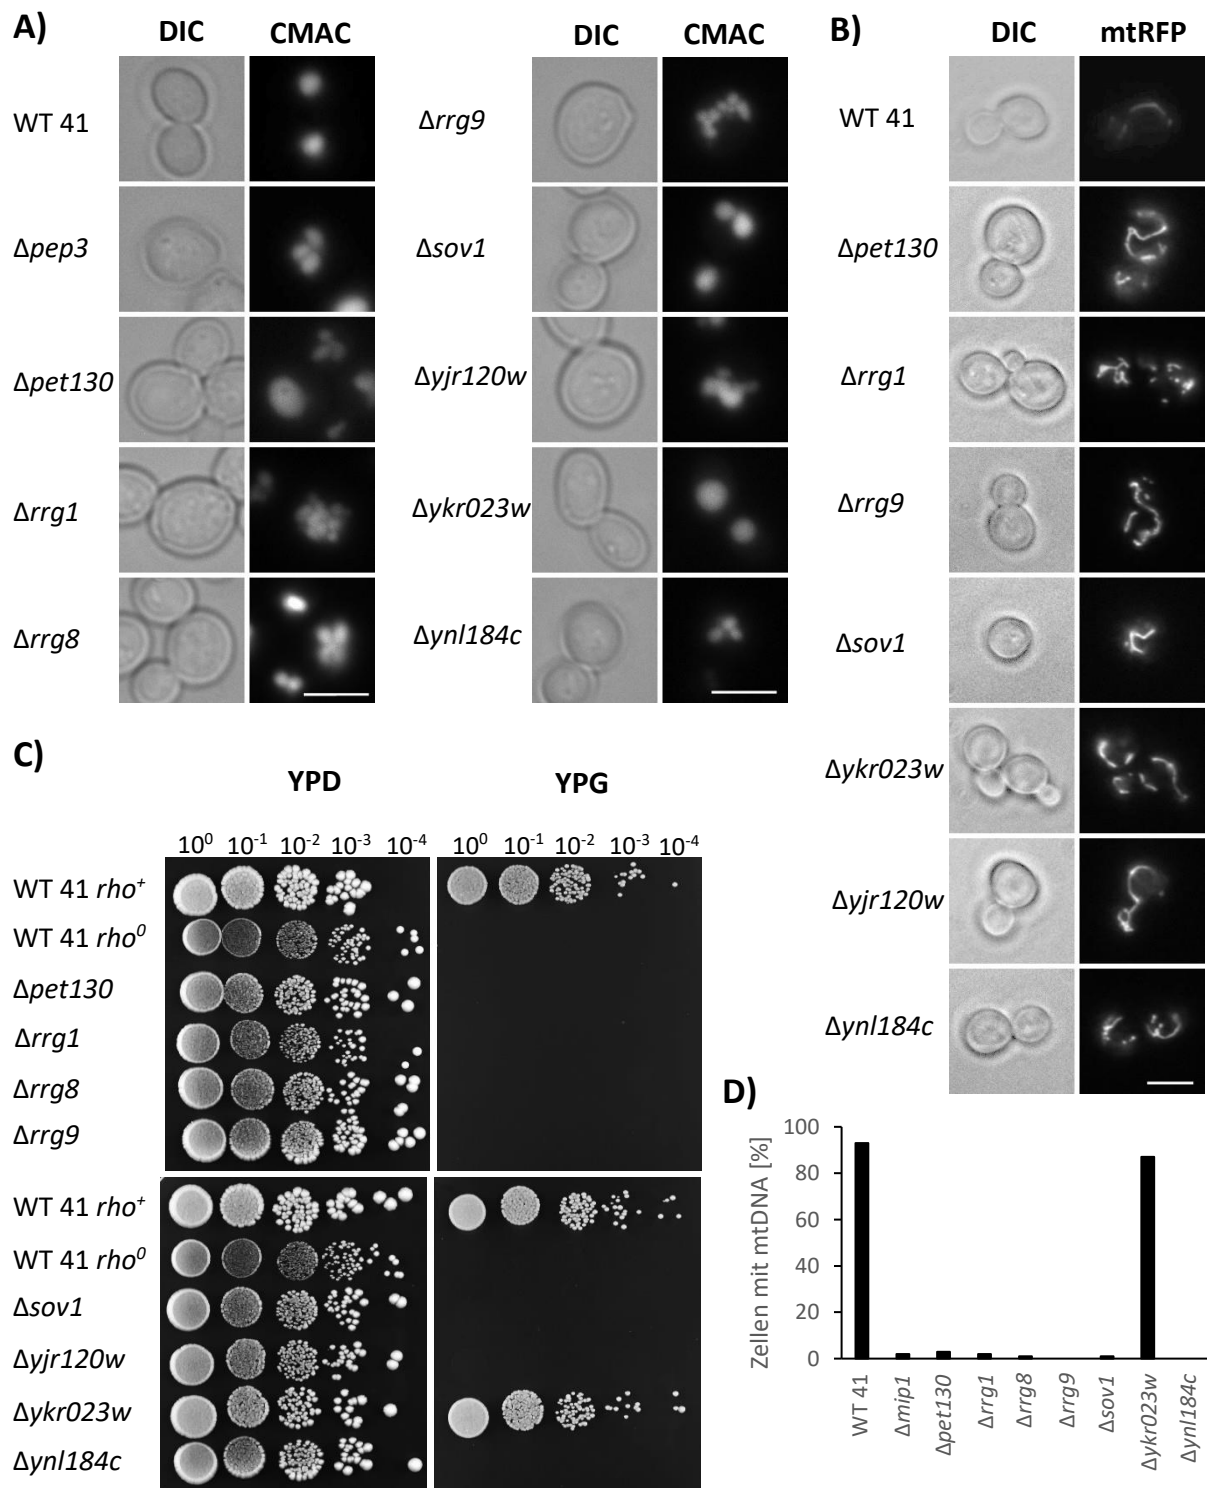 A)
DIC CMAC
WT 41
Δpep3
Δpet130
Δrrg1
Δrrg8
DIC CMAC
Δrrg9
Δsov1
Δyjr120w
Δykr023w
Δynl184c
B)
DIC mtRFP
WT 41
Δpet130
Δrrg1
Δrrg9
Δsov1
Δykr023w
Δyjr120w
Δynl184c
C)
YPD YPG
10⁰ 10⁻¹ 10⁻² 10⁻³ 10⁻⁴ 10⁰ 10⁻¹ 10⁻² 10⁻³ 10⁻⁴
WT 41 rho⁺
WT 41 rho⁰
Δpet130
Δrrg1
Δrrg8
Δrrg9
WT 41 rho⁺
WT 41 rho⁰
Δsov1
Δyjr120w
Δykr023w
Δynl184c
D)
Zellen mit mtDNA [%]
100
80
60
40
20
0
WT 41
Δmip1
Δpet130
Δrrg1
Δrrg8
Δrrg9
Δsov1
Δykr023w
Δynl184c